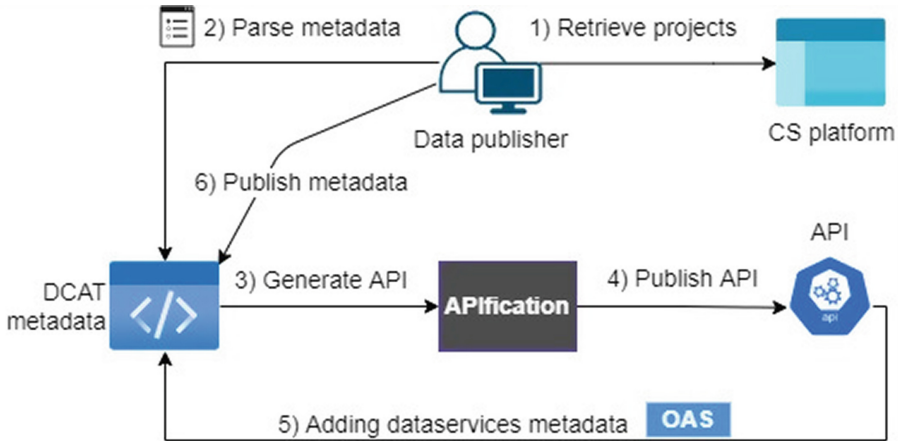 2) Parse metadata
1) Retrieve projects
Data publisher
CS platform
6) Publish metadata
API
DCAT
metadata
</>
3) Generate API
APIfication
4) Publish API
api
5) Adding dataservices metadata
OAS